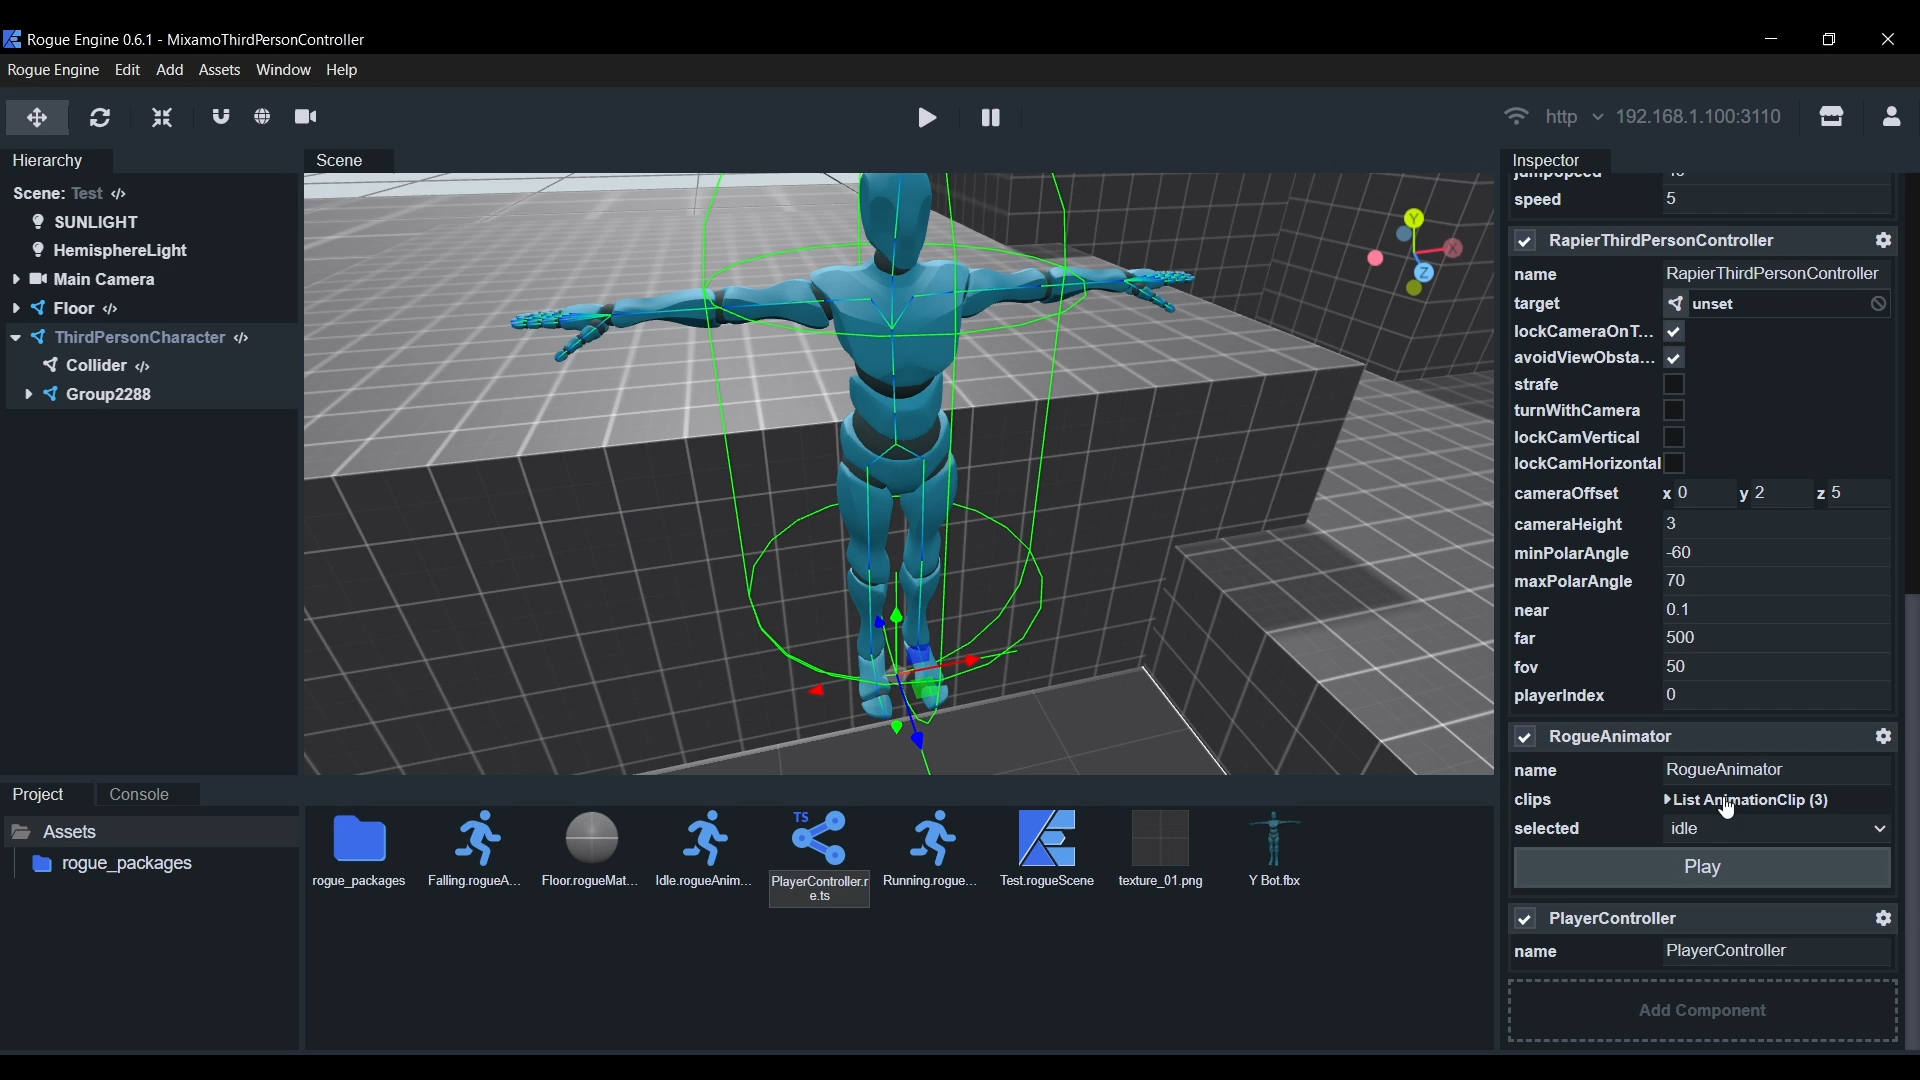 Rogue Engine 0.6.1 - MixamoThirdPersonController
Rogue Engine Edit Add Assets Window Help
http 192.168.1.100:3110
Hierarchy
Scene: Test
SUNLIGHT
HemisphereLight
Main Camera
Floor
ThirdPersonCharacter
Collider
Group2288
Scene
Y
X
Z
Inspector
speed 5
RapierThirdPersonController
name RapierThirdPersonController
target unset
lockCameraOnT...
avoidViewObsta...
strafe
turnWithCamera
lockCamVertical
lockCamHorizontal
cameraOffset x 0 y 2 z 5
cameraHeight 3
minPolarAngle -60
maxPolarAngle 70
near 0.1
far 500
fov 50
playerIndex 0
RogueAnimator
name RogueAnimator
clips List AnimationClip (3)
selected idle
Play
PlayerController
name PlayerController
Add Component
Project Console
Assets
rogue_packages
rogue_packages
Falling.rogueA...
Floor.rogueMat...
Idle.rogueAnim...
TS
PlayerController.r
e.ts
Running.rogue...
Test.rogueScene
texture_01.png
Y Bot.fbx